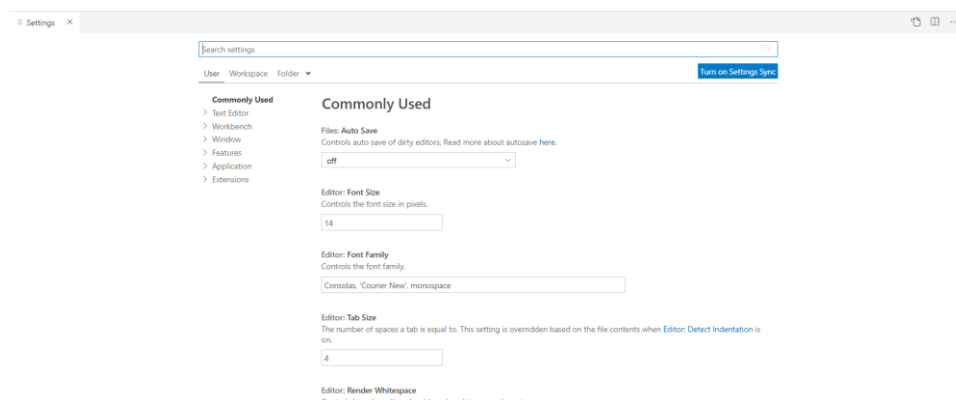 Settings
Search settings
User Workspace Folder
Turn on Settings Sync
Commonly Used
Text Editor
Workbench
Window
Features
Application
Extensions
Commonly Used
Files: Auto Save
Controls auto save of dirty editors. Read more about autosave here.
off
Editor: Font Size
Controls the font size in pixels.
14
Editor: Font Family
Controls the font family.
Consolas, 'Courier New', monospace
Editor: Tab Size
The number of spaces a tab is equal to. This setting is overridden based on the file contents when Editor: Detect Indentation is
on.
4
Editor: Render Whitespace